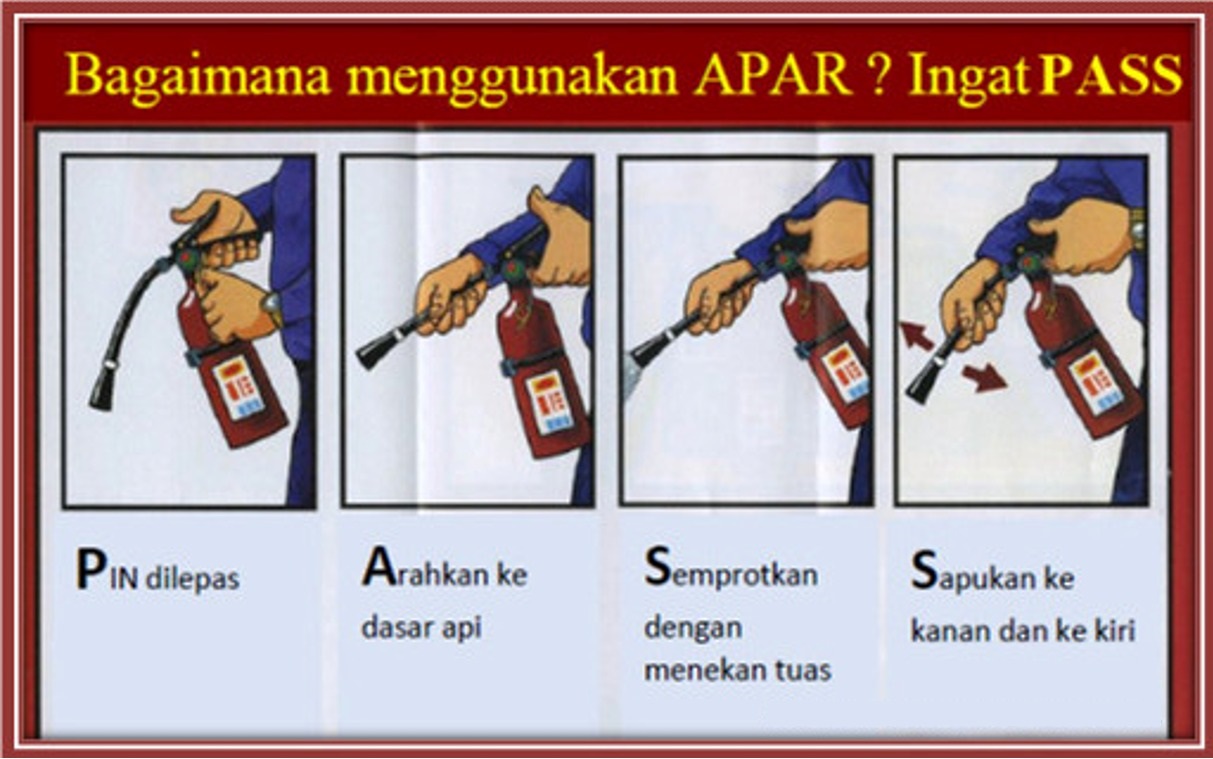 Bagaimana menggunakan APAR ? Ingat PASS
PIN dilepas
Arahkan ke
dasar api
Semprotkan
dengan
menekan tuas
Sapukan ke
kanan dan ke kiri